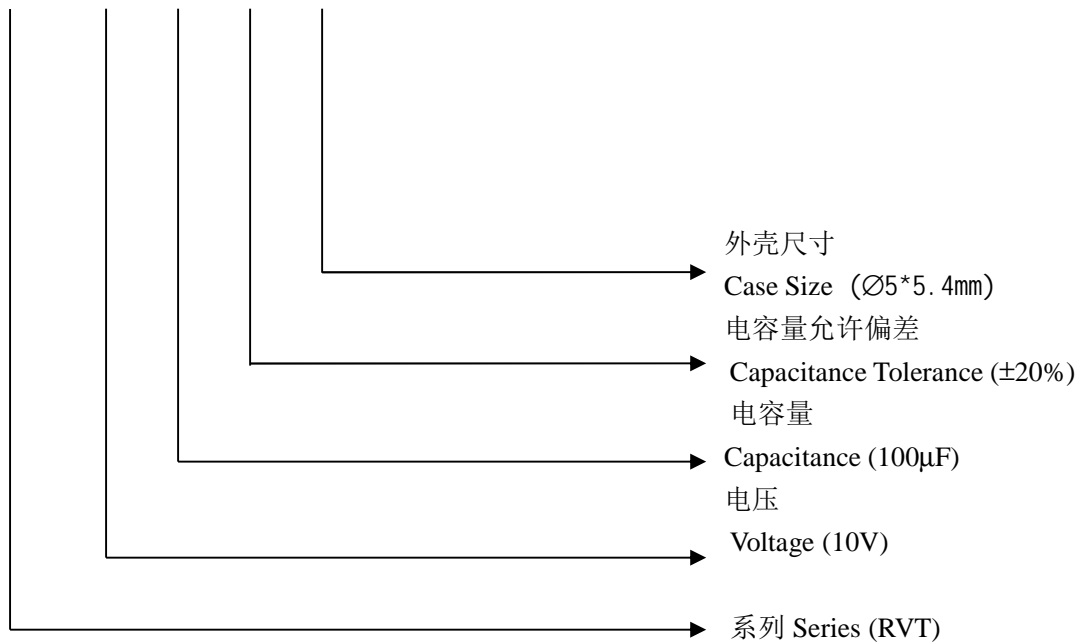 外壳尺寸
Case Size (∅5*5.4mm)
电容量允许偏差
Capacitance Tolerance (±20%)
电容量
Capacitance (100μF)
电压
Voltage (10V)
系列 Series (RVT)